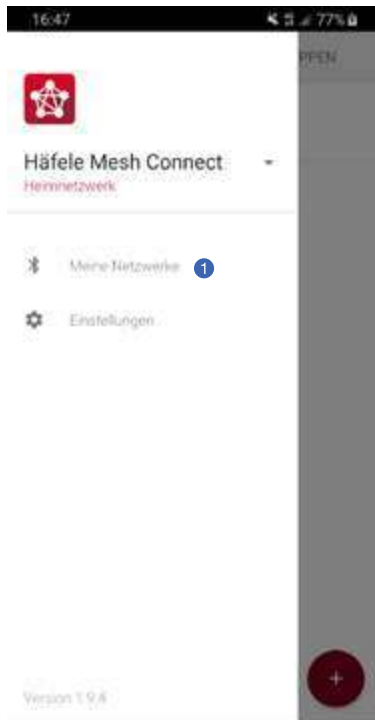 16:47 77%
PPEN
Häfele Mesh Connect
Heimnetzwerk
Meine Netzwerke 1
Einstellungen
Version 1.9.4